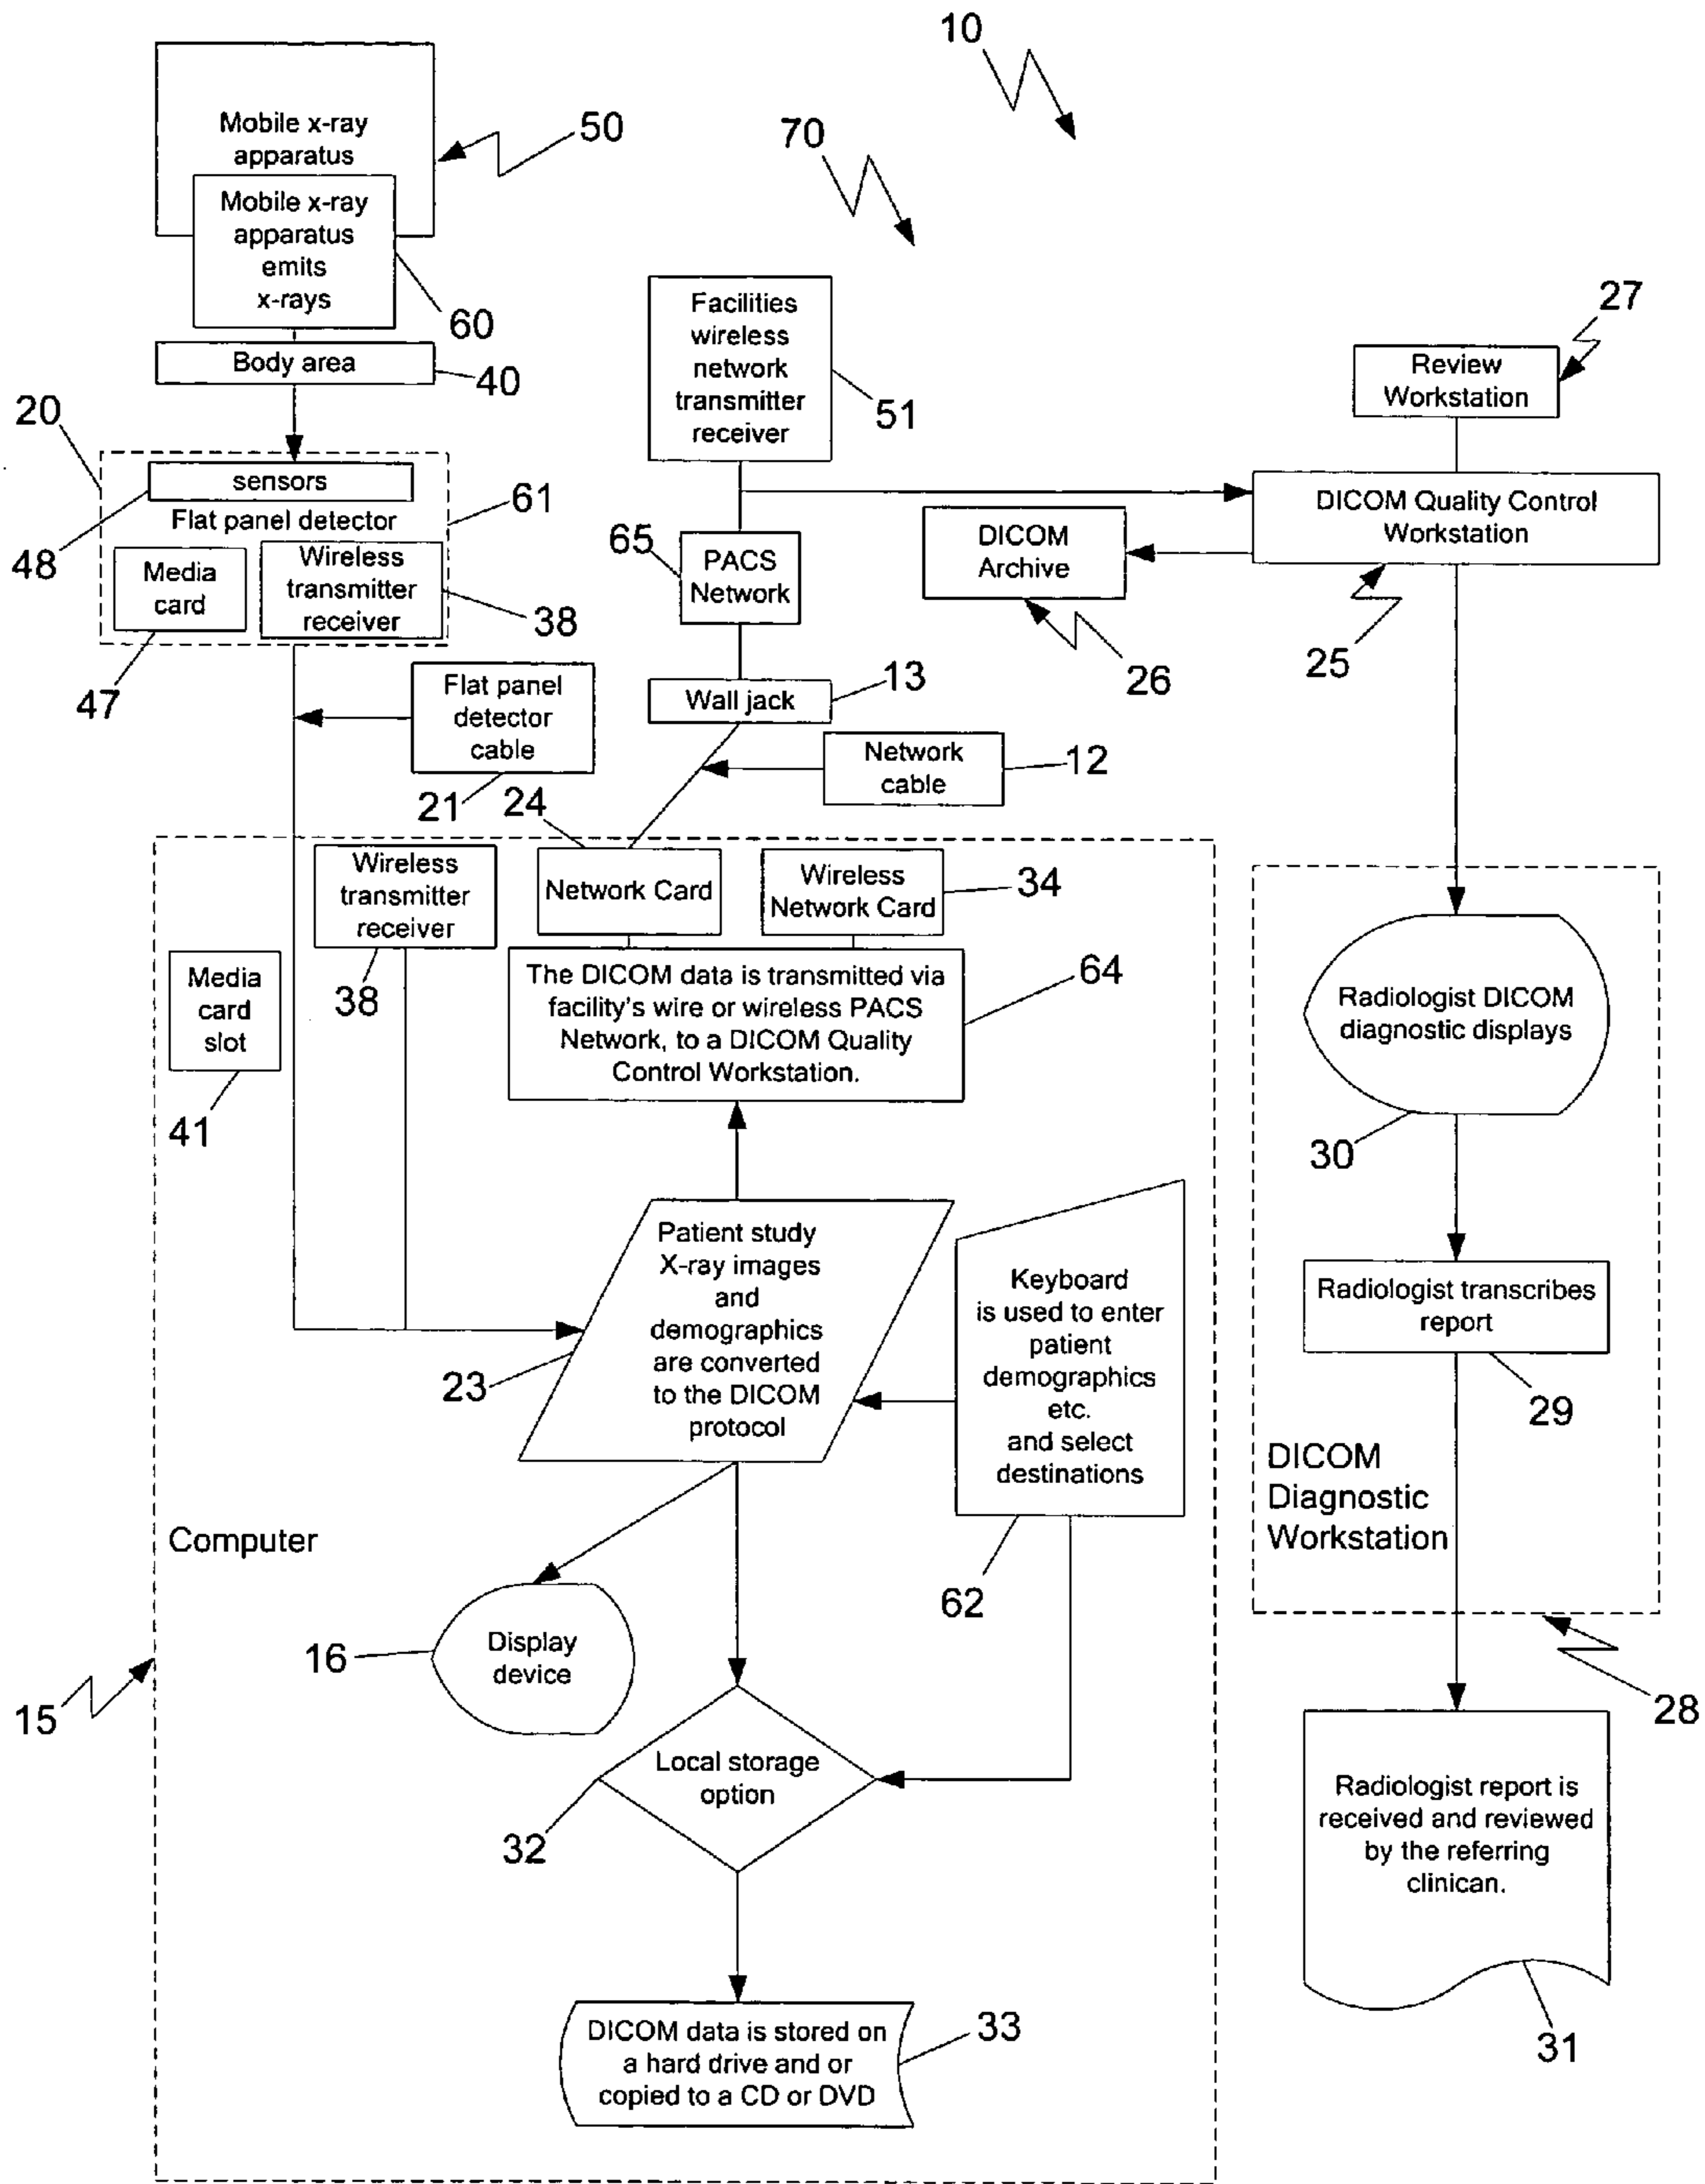 10
Mobile x-ray
apparatus
50
70
Mobile x-ray
apparatus
emits
x-rays
60
Body area
40
20
sensors
Flat panel detector
61
48
Media
card
Wireless
transmitter
receiver
38
47
Flat panel
detector
cable
21
Facilities
wireless
network
transmitter
receiver
51
65
PACS
Network
Wall jack
13
Network
cable
12
27
Review
Workstation
DICOM Quality Control
Workstation
25
DICOM
Archive
26
24
Wireless
transmitter
receiver
38
Network Card
Wireless
Network Card
34
Media
card
slot
41
The DICOM data is transmitted via
facility's wire or wireless PACS
Network, to a DICOM Quality
Control Workstation.
64
Patient study
X-ray images
and
demographics
are converted
to the DICOM
protocol
23
Keyboard
is used to enter
patient
demographics
etc.
and select
destinations
62
Computer
15
Display
device
16
Local storage
option
32
DICOM data is stored on
a hard drive and or
copied to a CD or DVD
33
Radiologist DICOM
diagnostic displays
30
Radiologist transcribes
report
29
DICOM
Diagnostic
Workstation
28
Radiologist report is
received and reviewed
by the referring
clinican.
31